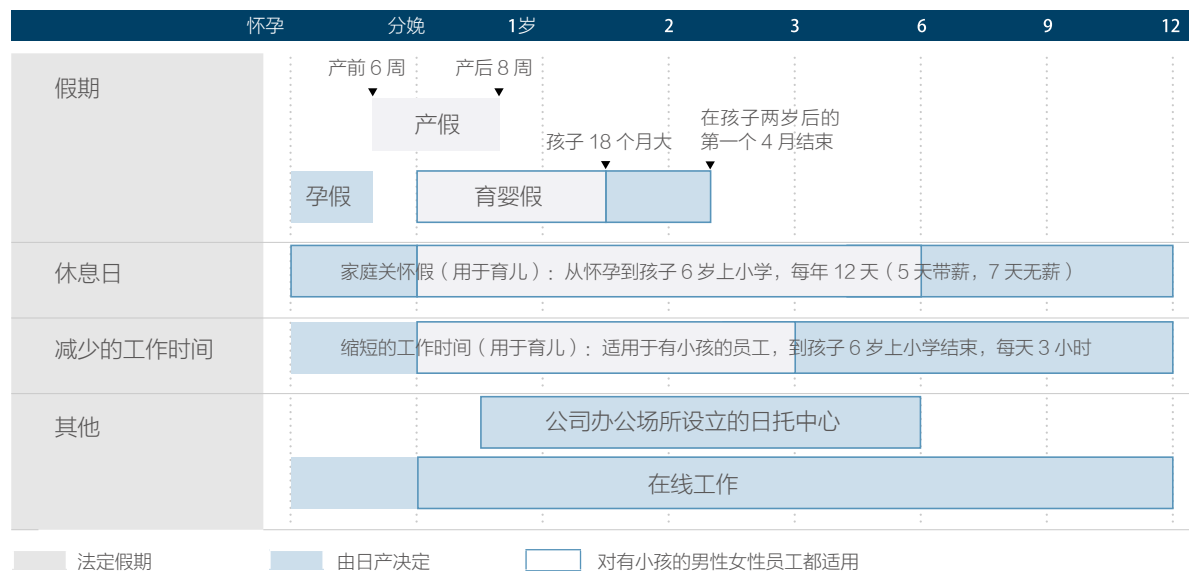 怀孕 分娩 1岁 2 3 6 9 12
假期
产前 6 周 产后 8 周
产假
孩子 18 个月大
在孩子两岁后的
第一个 4 月结束
孕假 育婴假
休息日
家庭关怀假（用于育儿）：从怀孕到孩子 6 岁上小学，每年 12 天（5 天带薪，7 天无薪）
减少的工作时间
缩短的工作时间（用于育儿）：适用于有小孩的员工，到孩子 6 岁上小学结束，每天 3 小时
其他
公司办公场所设立的日托中心
在线工作
法定假期 由日产决定 对有小孩的男性女性员工都适用